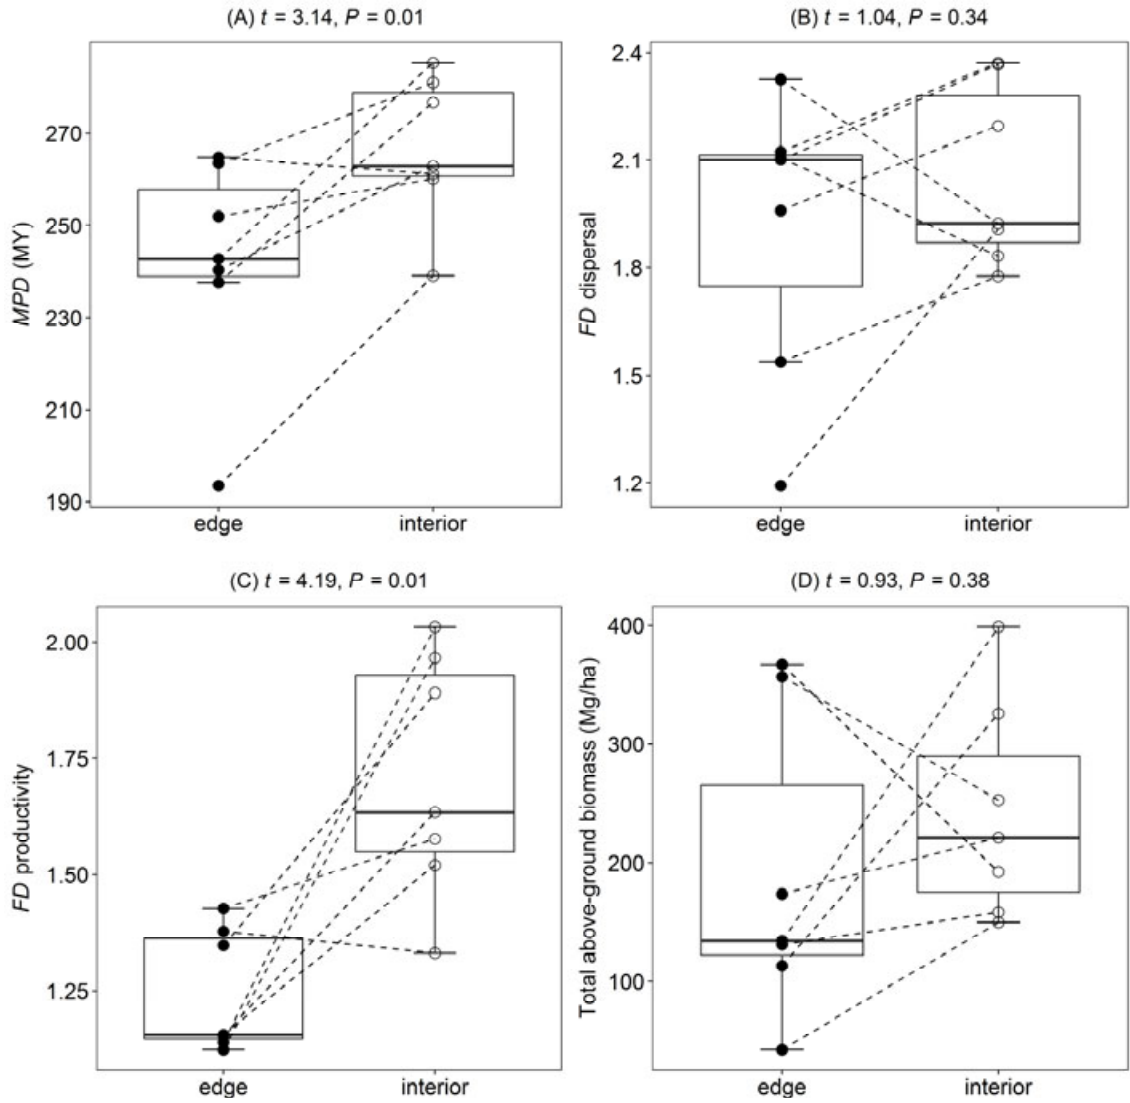 (A) t = 3.14, P = 0.01
MPD (MY)
270
250
230
210
190
edge
interior
(B) t = 1.04, P = 0.34
FD dispersal
2.4
2.1
1.8
1.5
1.2
edge
interior
(C) t = 4.19, P = 0.01
FD productivity
2.00
1.75
1.50
1.25
edge
interior
(D) t = 0.93, P = 0.38
Total above-ground biomass (Mg/ha)
400
300
200
100
edge
interior